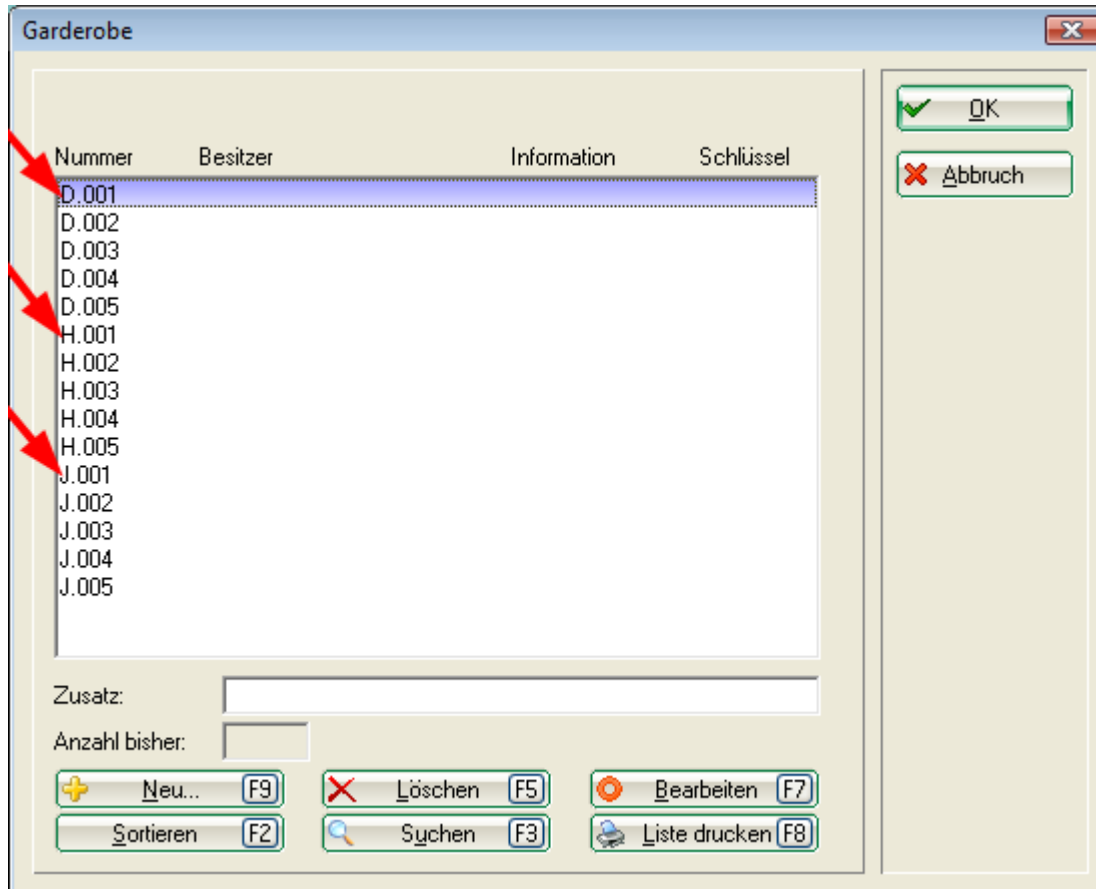 Garderobe
Nummer Besitzer Information Schlüssel
D.001
D.002
D.003
D.004
D.005
H.001
H.002
H.003
H.004
H.005
J.001
J.002
J.003
J.004
J.005
Zusatz:
Anzahl bisher:
Neu... F9 Löschen F5 Bearbeiten F7
Sortieren F2 Suchen F3 Liste drucken F8
OK
Abbruch